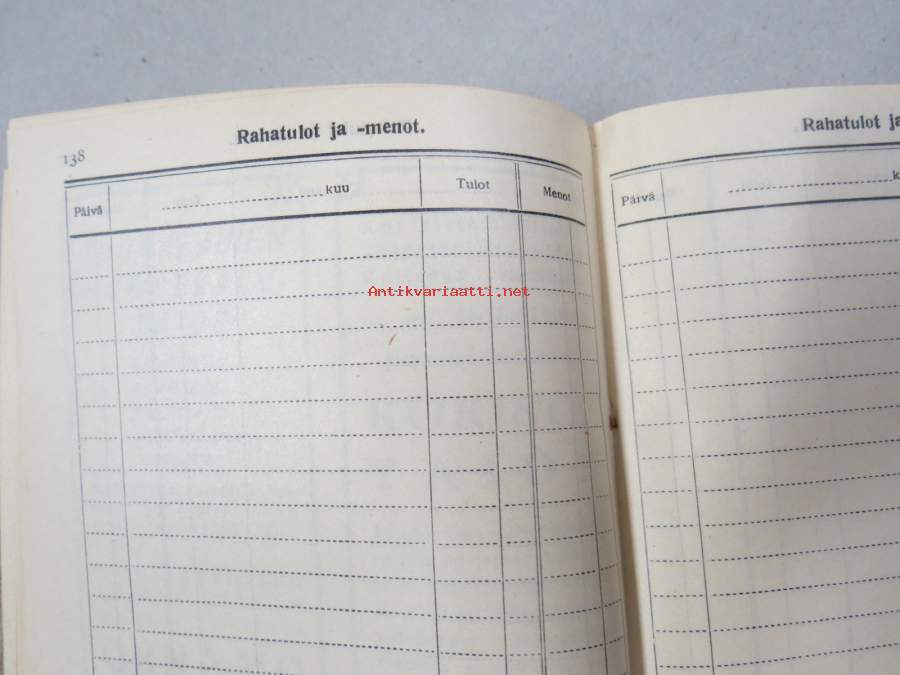 138
Rahatulot ja -menot.
Päivä kuu Tulot Menot
Antikvariaatti.net
Rahatulot ja
Päivä k